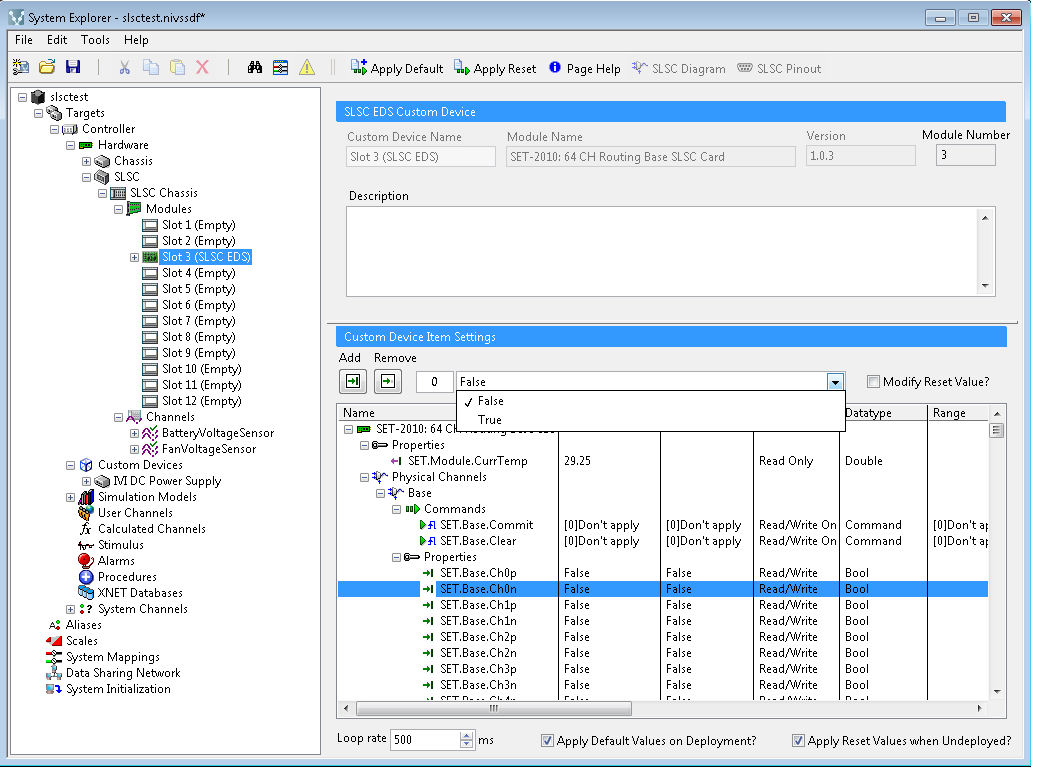 System Explorer - slsctest.nivssdf*
File Edit Tools Help
Apply Default Apply Reset Page Help SLSC Diagram SLSC Pinout
slsctest
Targets
Controller
Hardware
Chassis
SLSC
SLSC Chassis
Modules
Slot 1 (Empty)
Slot 2 (Empty)
Slot 3 (SLSC EDS)
Slot 4 (Empty)
Slot 5 (Empty)
Slot 6 (Empty)
Slot 7 (Empty)
Slot 8 (Empty)
Slot 9 (Empty)
Slot 10 (Empty)
Slot 11 (Empty)
Slot 12 (Empty)
Channels
BatteryVoltageSensor
FanVoltageSensor
Custom Devices
IVI DC Power Supply
Simulation Models
User Channels
Calculated Channels
Stimulus
Alarms
Procedures
XNET Databases
System Channels
Aliases
Scales
System Mappings
Data Sharing Network
System Initialization
SLSC EDS Custom Device
Custom Device Name Module Name Version Module Number
Slot 3 (SLSC EDS) SET-2010: 64 CH Routing Base SLSC Card 1.0.3 3
Description
Custom Device Item Settings
Add Remove
0 False Modify Reset Value?
False
True
Name Datatype Range
SET-2010: 64 CH
Properties
SET.Module.CurrTemp 29.25 Read Only Double
Physical Channels
Base
Commands
SET.Base.Commit [0]Don't apply [0]Don't apply Read/Write On Command [0]Don't ap
SET.Base.Clear [0]Don't apply [0]Don't apply Read/Write On Command [0]Don't ap
Properties
SET.Base.Ch0p False False Read/Write Bool
SET.Base.Ch0n False False Read/Write Bool
SET.Base.Ch1p False False Read/Write Bool
SET.Base.Ch1n False False Read/Write Bool
SET.Base.Ch2p False False Read/Write Bool
SET.Base.Ch2n False False Read/Write Bool
SET.Base.Ch3p False False Read/Write Bool
SET.Base.Ch3n False False Read/Write Bool
Loop rate 500 ms Apply Default Values on Deployment? Apply Reset Values when Undeployed?